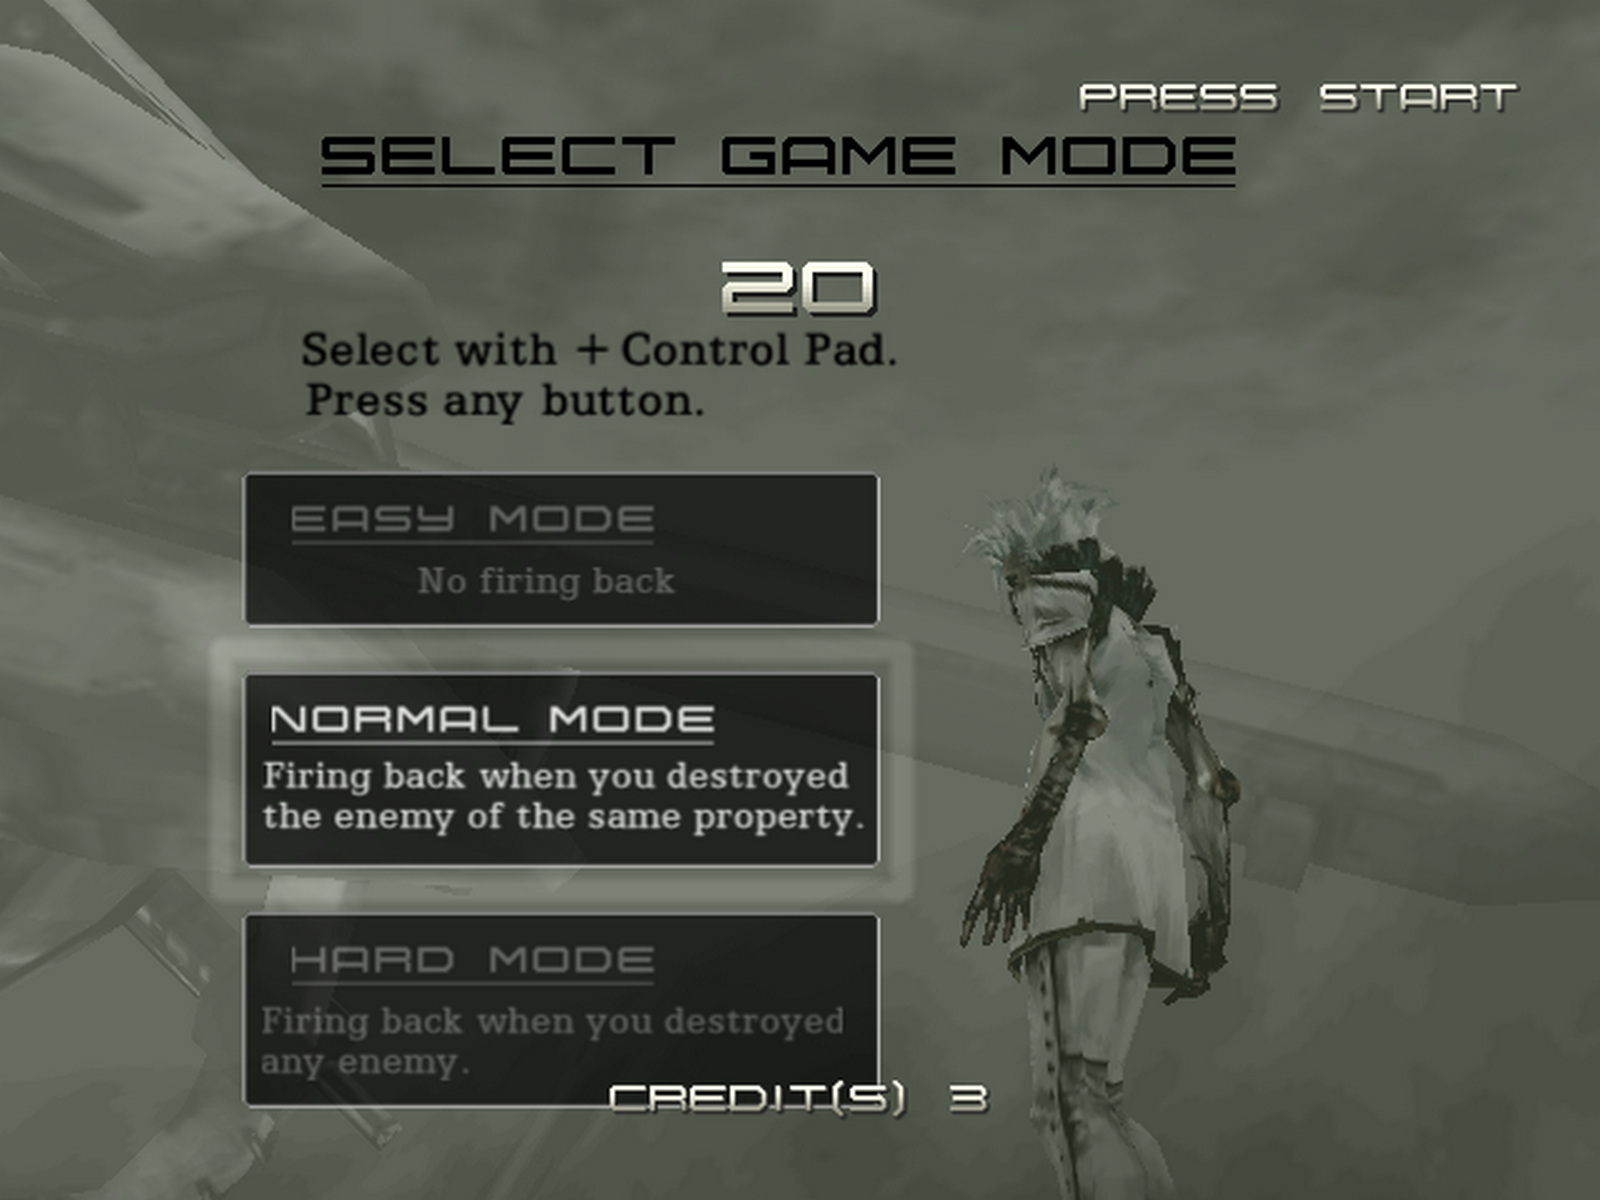 PRESS START
SELECT GAME MODE
20
Select with + Control Pad.
Press any button.
EASY MODE
No firing back
NORMAL MODE
Firing back when you destroyed
the enemy of the same property.
HARD MODE
Firing back when you destroyed
any enemy.
CREDIT(S) 3